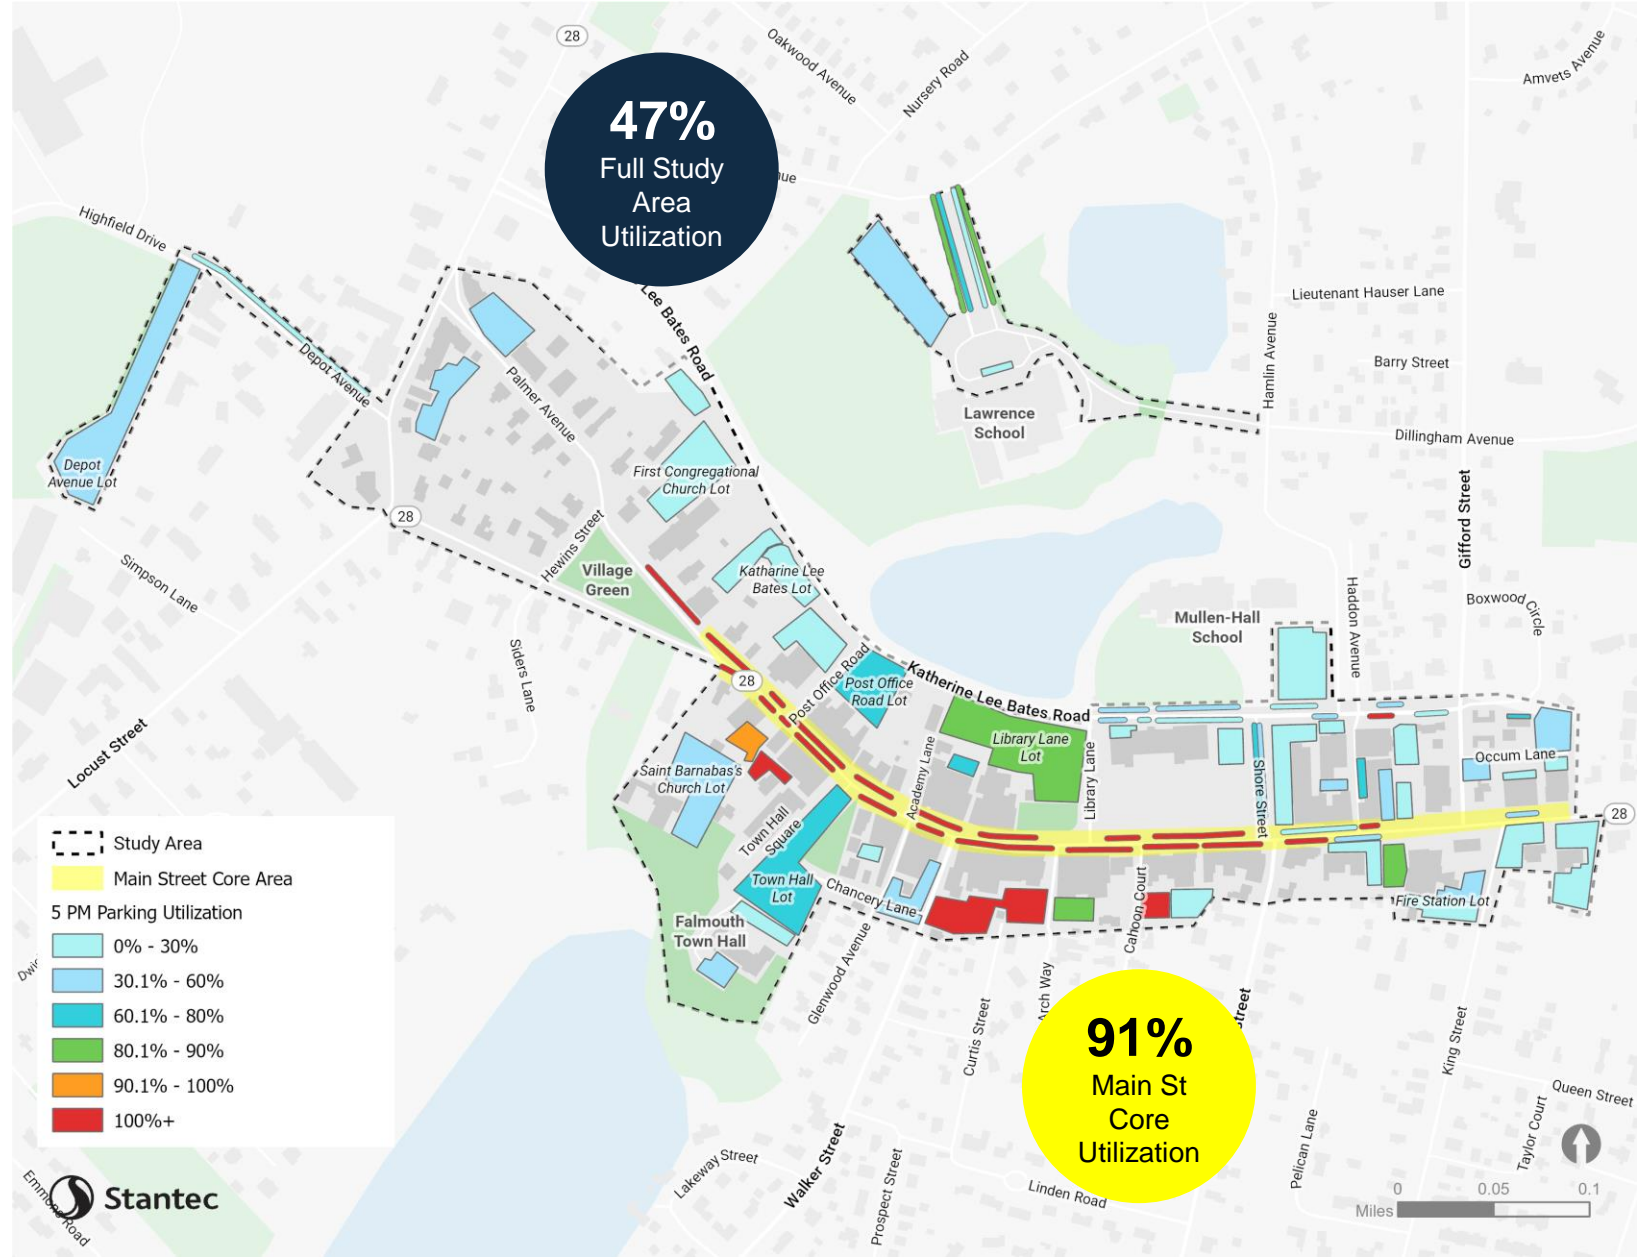 28
Oakwood Avenue
Nursery Road
Amvets Avenue
47%
Full Study
Area
Utilization
Highfield Drive
Lee Bates Road
Lieutenant Hauser Lane
Hamlin Avenue
Barry Street
Depot Avenue
Palmer Avenue
Lawrence
School
Dillingham Avenue
Depot
Avenue Lot
First Congregational
Church Lot
Gifford Street
28
Hewins Street
Simpson Lane
Village
Green
Katharine Lee
Bates Lot
Haddon Avenue
Boxwood Circle
Mullen-Hall
School
Siders Lane
28
Post Office Road
Post Office
Road Lot
Katherine Lee Bates Road
Locust Street
Library Lane
Lot
Academy Lane
Library Lane
Shore Street
Occum Lane
Saint Barnabas's
Church Lot
Town Hall
Square
28
Town Hall
Lot
Chancery Lane
Cahoon Court
Fire Station Lot
Falmouth
Town Hall
Glenwood Avenue
Study Area
Main Street Core Area
5 PM Parking Utilization
0% - 30%
30.1% - 60%
60.1% - 80%
80.1% - 90%
90.1% - 100%
100%+
Curtis Street
Arch Way
91%
Main St
Core
Utilization
King Street
Queen Street
Taylor Court
Pelican Lane
Lakeway Street
Walker Street
Prospect Street
Linden Road
Emmons Road
Stantec
0 0.05 0.1
Miles